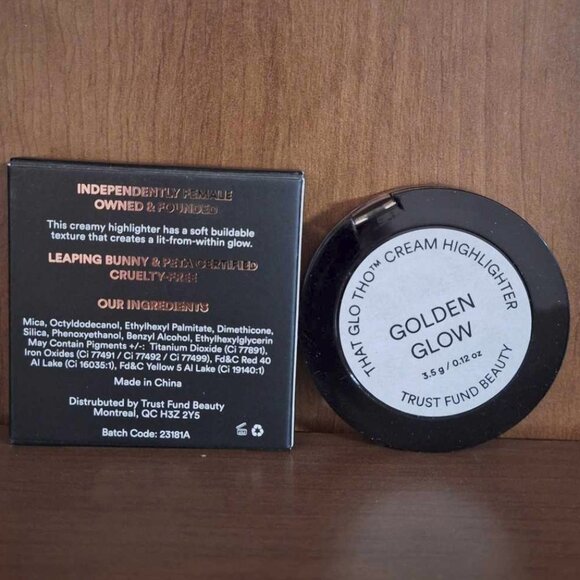 INDEPENDENTLY FEMALE
OWNED & FOUNDED
This creamy highlighter has a soft buildable
texture that creates a lit-from-within glow.
LEAPING BUNNY & PETA CERTIFIED
CRUELTY-FREE
OUR INGREDIENTS
Mica, Octyldodecanol, Ethylhexyl Palmitate, Dimethicone,
Silica, Phenoxyethanol, Benzyl Alcohol, Ethylhexylglycerin
May Contain Pigments +/-: Titanium Dioxide (Ci 77891),
Iron Oxides (Ci 77491 / Ci 77492 / Ci 77499), Fd&C Red 40
Al Lake (Ci 16035:1), Fd&C Yellow 5 Al Lake (Ci 19140:1)
Made in China
Distrubuted by Trust Fund Beauty
Montreal, QC H3Z 2Y5
Batch Code: 23181A
THAT GLO THO™ CREAM HIGHLIGHTER
GOLDEN
GLOW
3.5 g / 0.12 oz
TRUST FUND BEAUTY